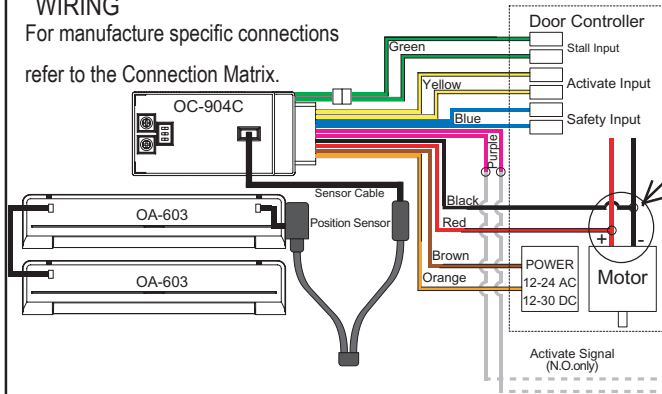 WIRING
For manufacture specific connections
refer to the Connection Matrix.
Door Controller
Green
Stall Input
Yellow
Activate Input
OC-904C
Blue
Safety Input
Purple
Sensor Cable
Black
OA-603
Position Sensor
Red
+ -
Brown
POWER
12-24 AC
12-30 DC
Motor
OA-603
Orange
Activate Signal
(N.O.only)